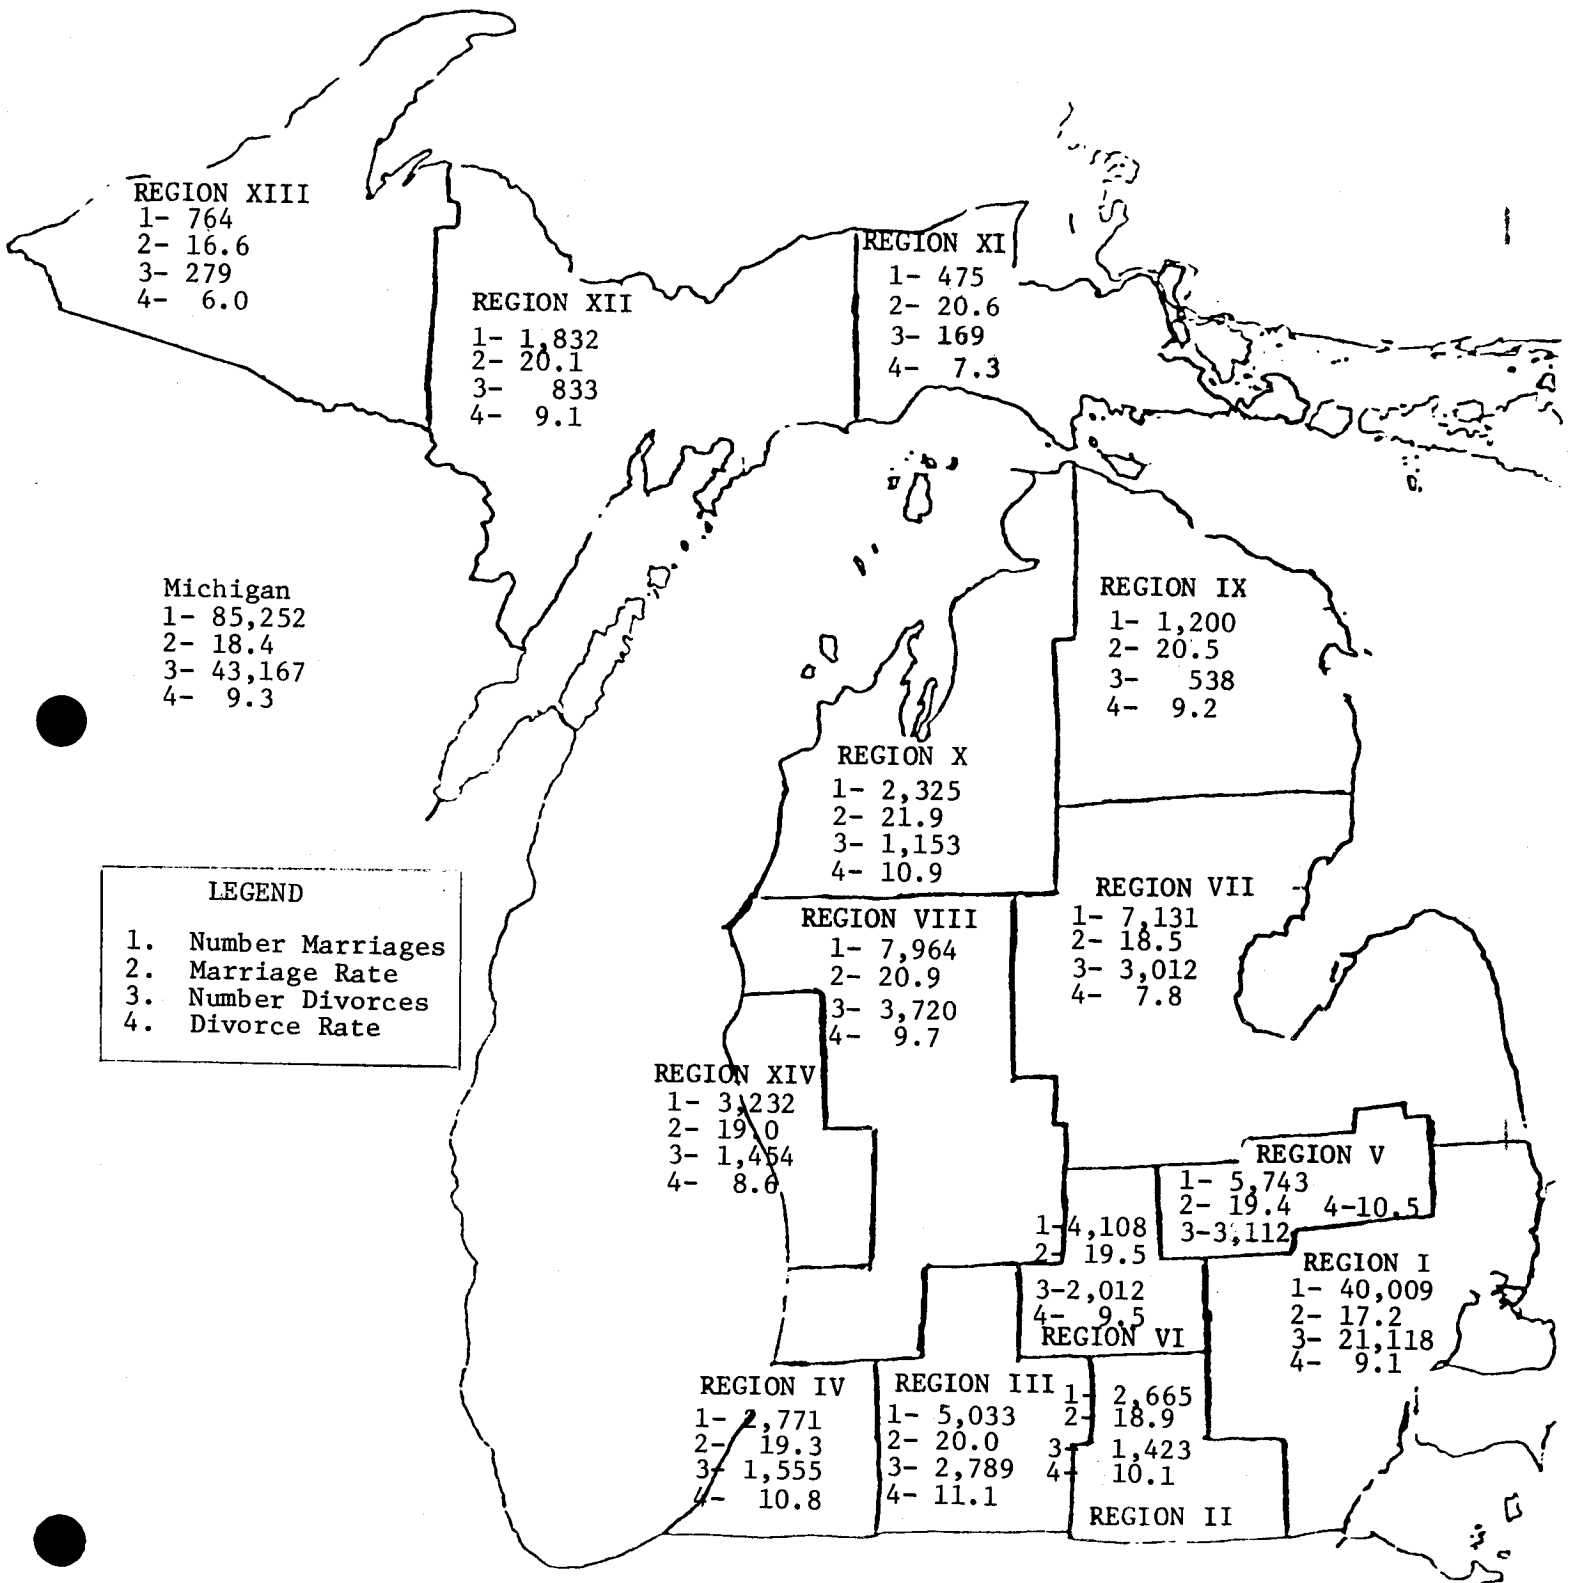 REGION XIII
1- 764
2- 16.6
3- 279
4- 6.0
REGION XII
1- 1,832
2- 20.1
3- 833
4- 9.1
REGION XI
1- 475
2- 20.6
3- 169
4- 7.3
Michigan
1- 85,252
2- 18.4
3- 43,167
4- 9.3
REGION IX
1- 1,200
2- 20.5
3- 538
4- 9.2
REGION X
1- 2,325
2- 21.9
3- 1,153
4- 10.9
LEGEND
1. Number Marriages
2. Marriage Rate
3. Number Divorces
4. Divorce Rate
REGION VIII
1- 7,964
2- 20.9
3- 3,720
4- 9.7
REGION VII
1- 7,131
2- 18.5
3- 3,012
4- 7.8
REGION XIV
1- 3,232
2- 19.0
3- 1,454
4- 8.6
REGION V
1- 5,743
2- 19.4 4-10.5
3-3,112
1-4,108
2- 19.5
3-2,012
4- 9.5
REGION VI
REGION I
1- 40,009
2- 17.2
3- 21,118
4- 9.1
REGION IV
1- 2,771
2- 19.3
3- 1,555
4- 10.8
REGION III
1- 5,033
2- 20.0
3- 2,789
4- 11.1
1- 2,665
2- 18.9
3- 1,423
4- 10.1
REGION II